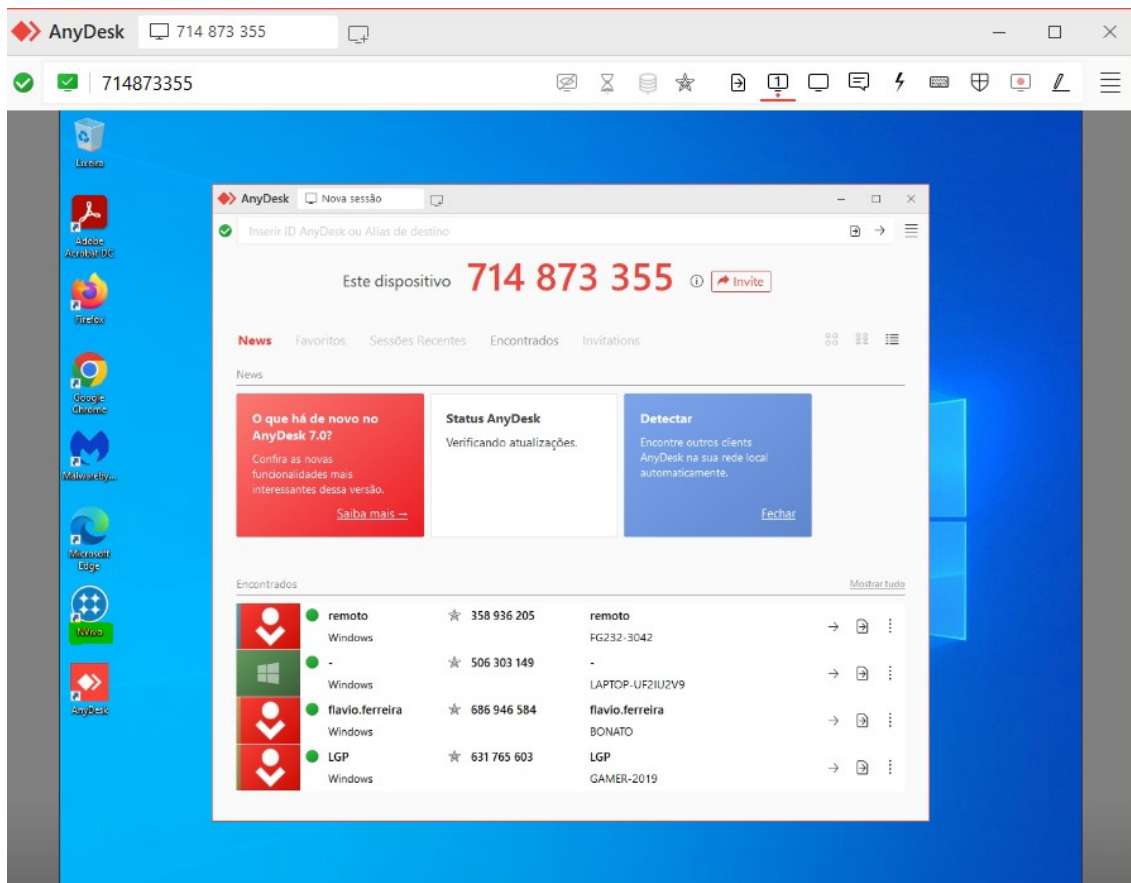 AnyDesk
714 873 355
714873355
1
Lixeira
Adobe
Acrobat DC
Firefox
Google
Chrome
Malwareby...
Microsoft
Edge
NVivo
AnyDesk
AnyDesk
Nova sessão
Inserir ID AnyDesk ou Alias de destino
Este dispositivo 714 873 355
Invite
News Favoritos Sessões Recentes Encontrados Invitations
News
O que há de novo no
AnyDesk 7.0?
Confira as novas
funcionalidades mais
interessantes dessa versão.
Saiba mais →
Status AnyDesk
Verificando atualizações.
Detectar
Encontre outros clients
AnyDesk na sua rede local
automaticamente.
Fechar
Encontrados Mostrar tudo
remoto 358 936 205 remoto
Windows FG232-3042
- 506 303 149 -
Windows LAPTOP-UF2IU2V9
flavio.ferreira 686 946 584 flavio.ferreira
Windows BONATO
LGP 631 765 603 LGP
Windows GAMER-2019